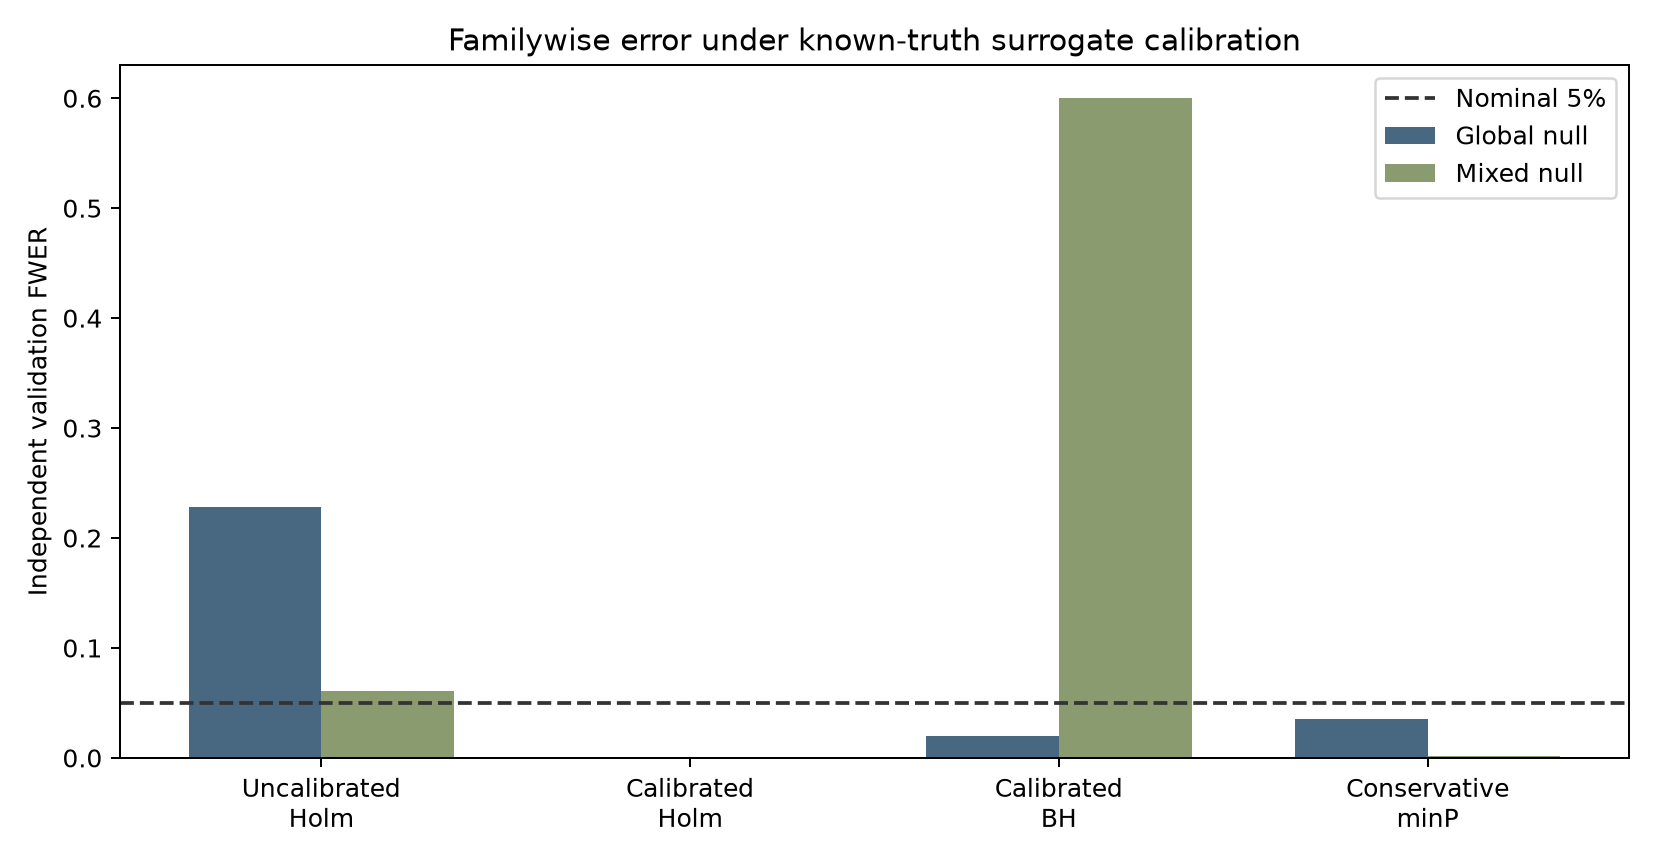 Familywise error under known-truth surrogate calibration
Nominal 5%
Global null
Mixed null
Independent validation FWER
0.6
0.5
0.4
0.3
0.2
0.1
0.0
Uncalibrated
Holm
Calibrated
Holm
Calibrated
BH
Conservative
minP